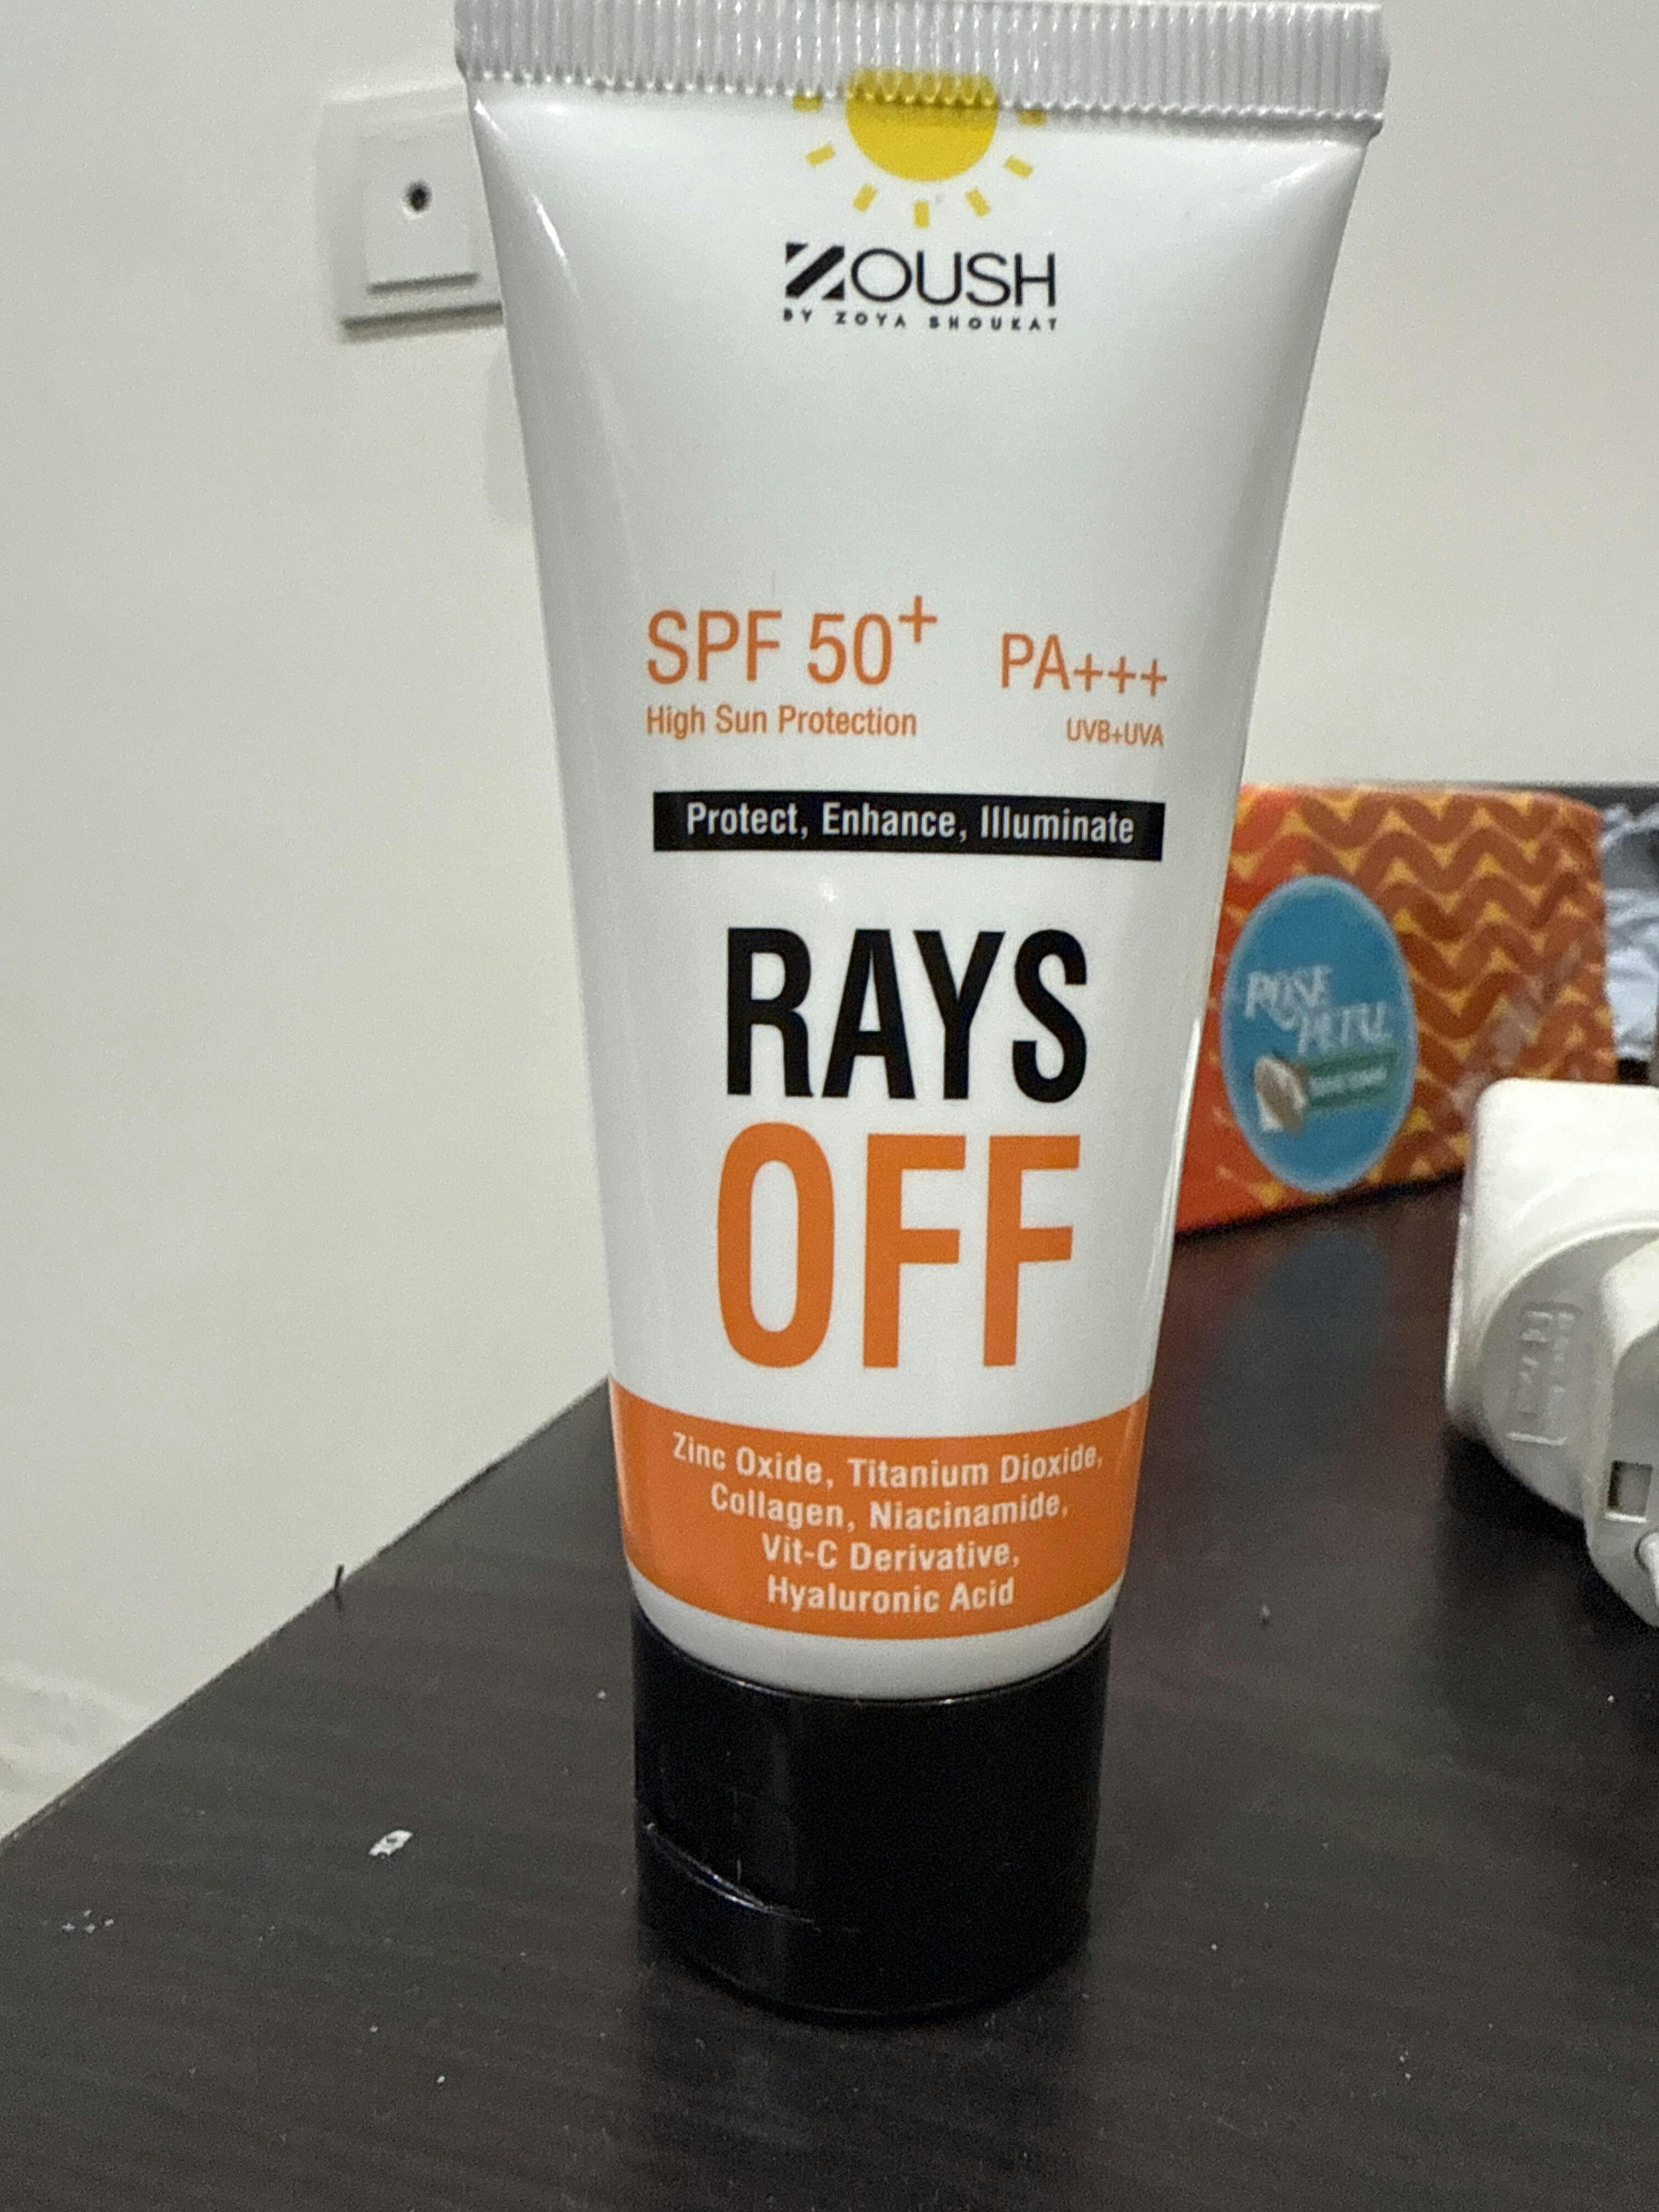 ZOUSH
BY ZOYA SHOUKAT
SPF 50+ PA+++
High Sun Protection UVB+UVA
Protect, Enhance, Illuminate
RAYS
OFF
Zinc Oxide, Titanium Dioxide,
Collagen, Niacinamide,
Vit-C Derivative,
Hyaluronic Acid
ROSE
PETAL